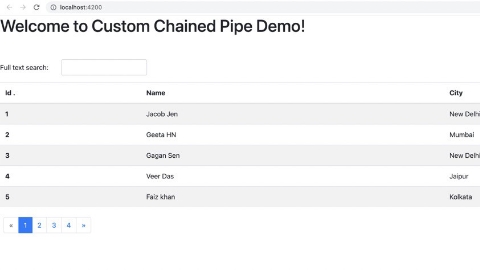 localhost:4200
Welcome to Custom Chained Pipe Demo!
Full text search:
Id . Name City
1 Jacob Jen New Delhi
2 Geeta HN Mumbai
3 Gagan Sen New Delhi
4 Veer Das Jaipur
5 Faiz khan Kolkata
« 1 2 3 4 »